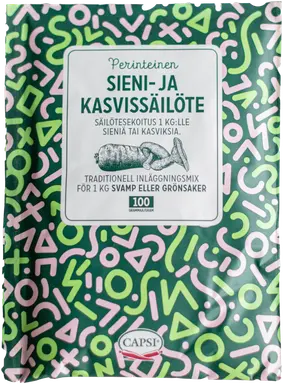 Perinteinen
SIENI- JA
KASVISSÄILÖTE
SÄILÖTESEKOITUS 1 KG:LLE
SIENIÄ TAI KASVIKSIA.
TRADITIONELL INLÄGGNINGSMIX
FÖR 1 KG SVAMP ELLER GRÖNSAKER
100
CAPSI